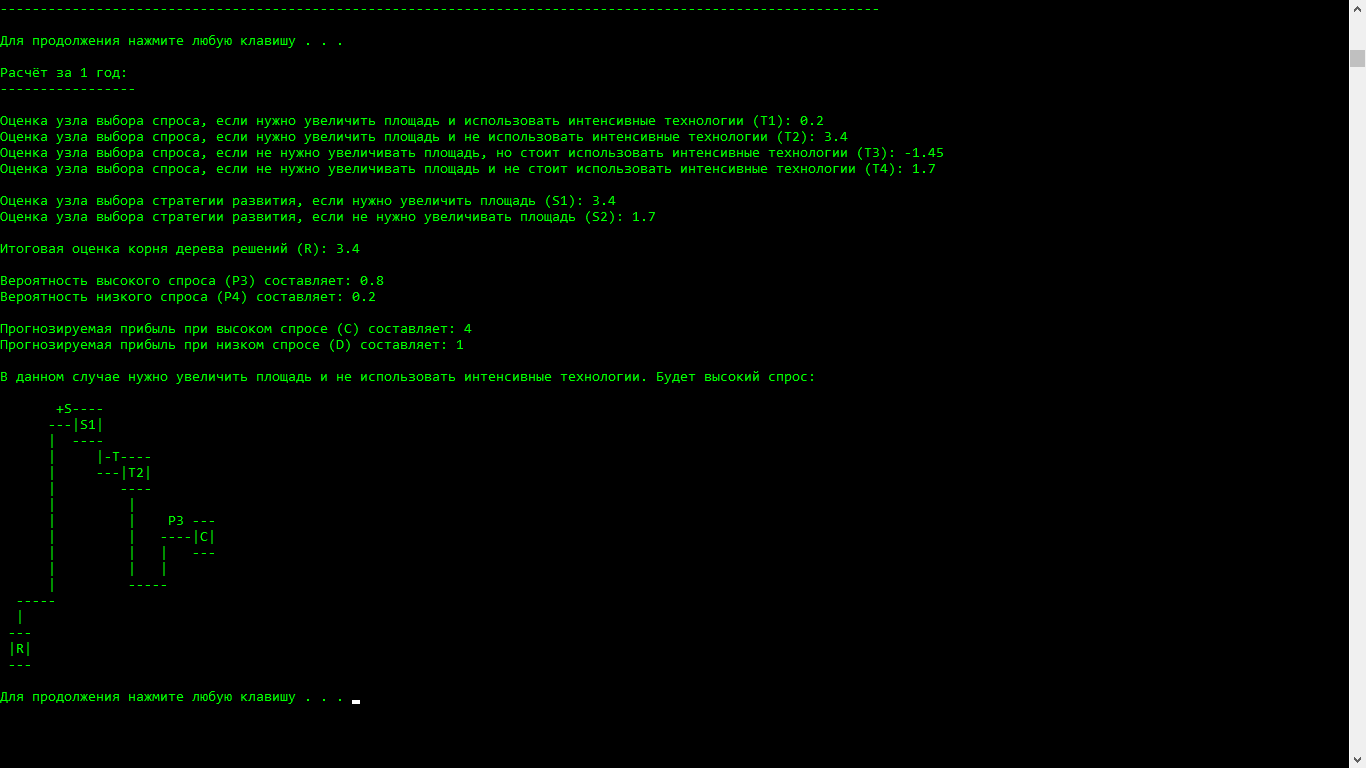 --------------------------------------------------------------------------------------------------------------
Для продолжения нажмите любую клавишу . . .
Расчёт за 1 год:
-----------------
Оценка узла выбора спроса, если нужно увеличить площадь и использовать интенсивные технологии (T1): 0.2
Оценка узла выбора спроса, если нужно увеличить площадь и не использовать интенсивные технологии (T2): 3.4
Оценка узла выбора спроса, если не нужно увеличивать площадь, но стоит использовать интенсивные технологии (T3): -1.45
Оценка узла выбора спроса, если не нужно увеличивать площадь и не стоит использовать интенсивные технологии (T4): 1.7
Оценка узла выбора стратегии развития, если нужно увеличить площадь (S1): 3.4
Оценка узла выбора стратегии развития, если не нужно увеличивать площадь (S2): 1.7
Итоговая оценка корня дерева решений (R): 3.4
Вероятность высокого спроса (P3) составляет: 0.8
Вероятность низкого спроса (P4) составляет: 0.2
Прогнозируемая прибыль при высоком спросе (C) составляет: 4
Прогнозируемая прибыль при низком спросе (D) составляет: 1
В данном случае нужно увеличить площадь и не использовать интенсивные технологии. Будет высокий спрос:
       +S----
      ---|S1|
      |  ----
      |     |-T----
      |     ---|T2|
      |        ----
      |         |
      |         |    P3 ---
      |         |   ----|C|
      |         |   |   ---
      |         |   |
      |         -----
  -----
  |
 ---
 |R|
 ---
Для продолжения нажмите любую клавишу . . .